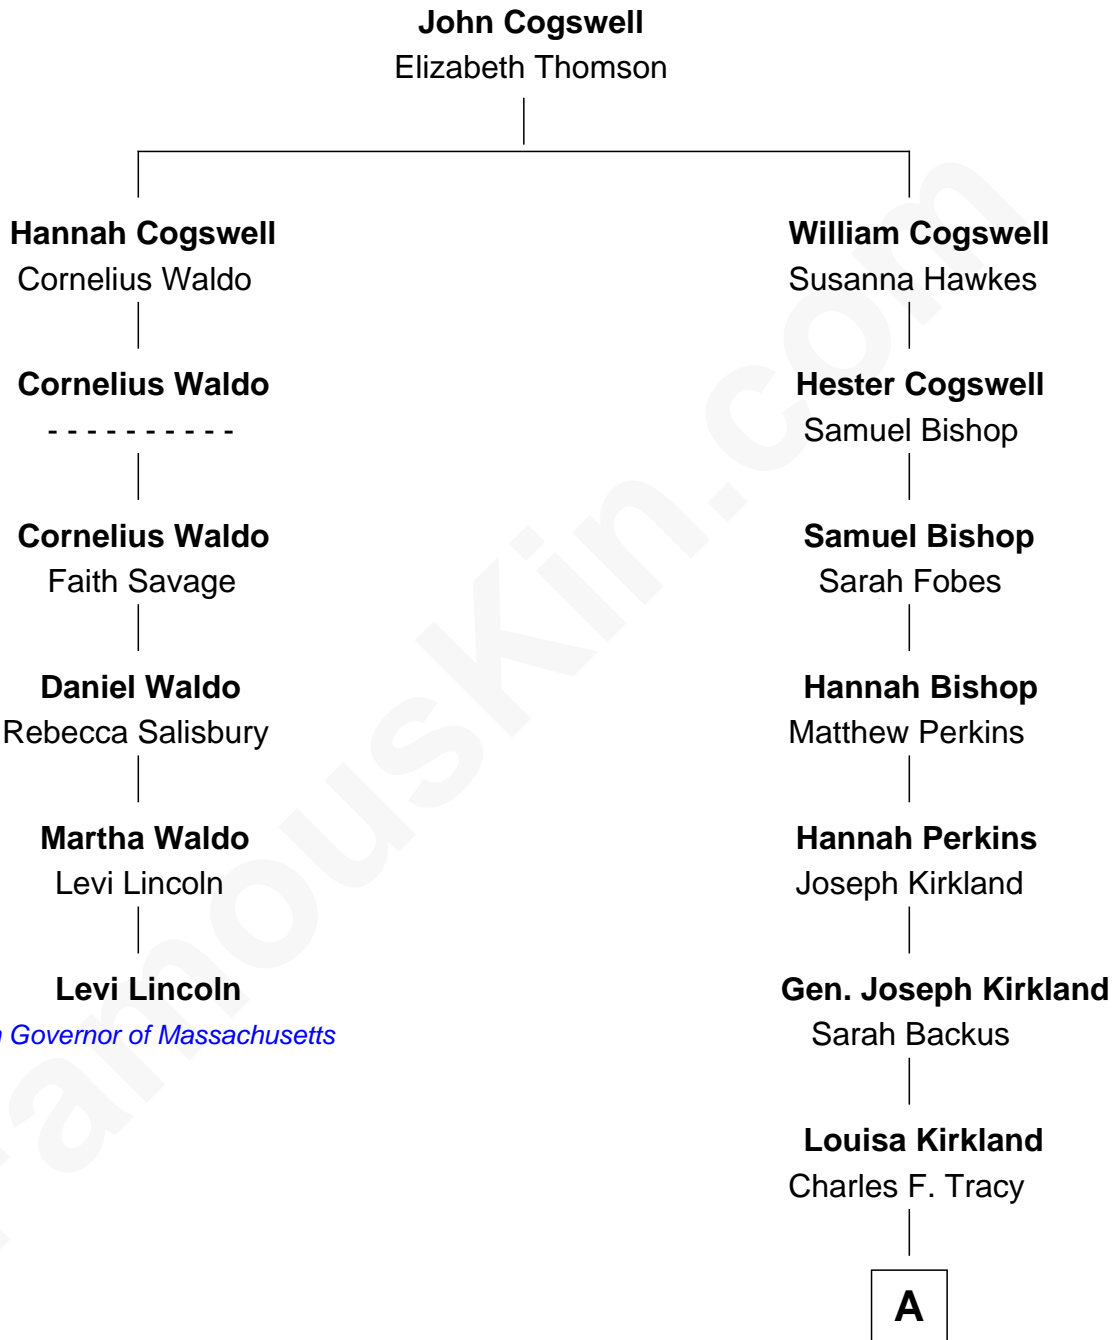 John Cogswell
Elizabeth Thomson
Hannah Cogswell
Cornelius Waldo
William Cogswell
Susanna Hawkes
Cornelius Waldo
- - - - - - - - - -
Hester Cogswell
Samuel Bishop
Cornelius Waldo
Faith Savage
Samuel Bishop
Sarah Fobes
Daniel Waldo
Rebecca Salisbury
Hannah Bishop
Matthew Perkins
Martha Waldo
Levi Lincoln
Hannah Perkins
Joseph Kirkland
Levi Lincoln
Governor of Massachusetts
Gen. Joseph Kirkland
Sarah Backus
Louisa Kirkland
Charles F. Tracy
A
FamousKin.com